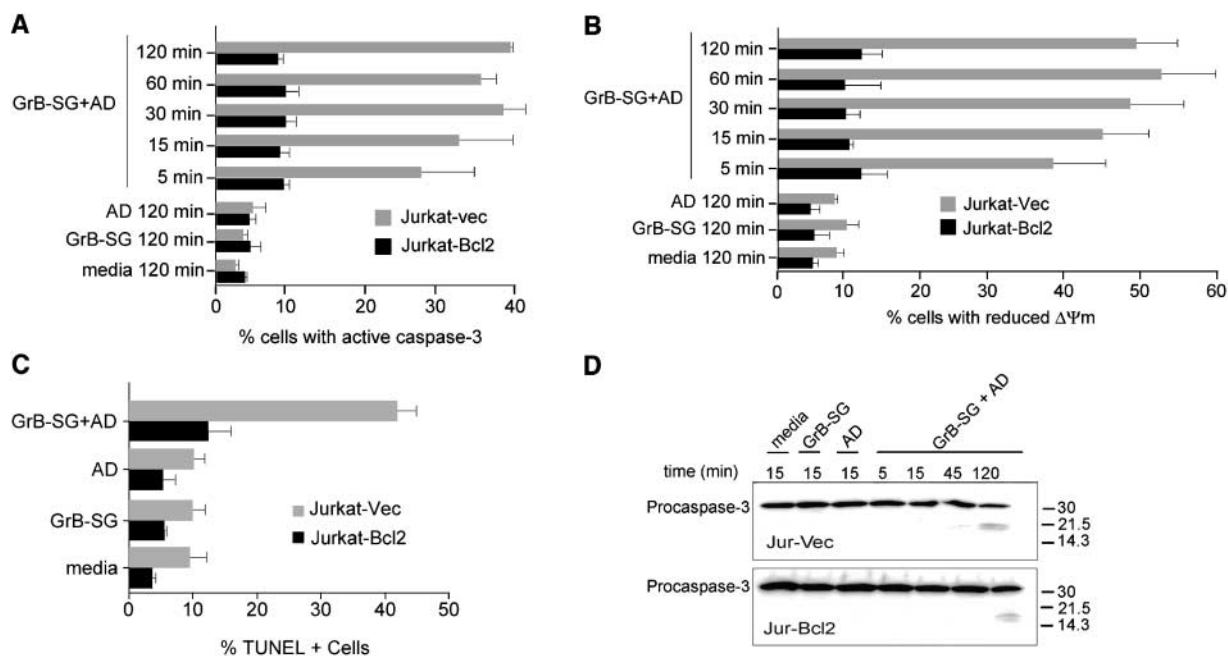 A
120 min
60 min
GrB-SG+AD
30 min
15 min
5 min
AD 120 min
GrB-SG 120 min
media 120 min
Jurkat-vec
Jurkat-Bcl2
0 10 20 30 40
% cells with active caspase-3
B
120 min
60 min
GrB-SG+AD
30 min
15 min
5 min
AD 120 min
GrB-SG 120 min
media 120 min
Jurkat-Vec
Jurkat-Bcl2
0 10 20 30 40 50 60
% cells with reduced ΔΨm
C
GrB-SG+AD
AD
GrB-SG
media
Jurkat-Vec
Jurkat-Bcl2
0 10 20 30 40 50
% TUNEL + Cells
D
media GrB-SG AD GrB-SG + AD
time (min) 15 15 15 5 15 45 120
Procaspase-3
30
21.5
14.3
Jur-Vec
Procaspase-3
30
21.5
14.3
Jur-Bcl2